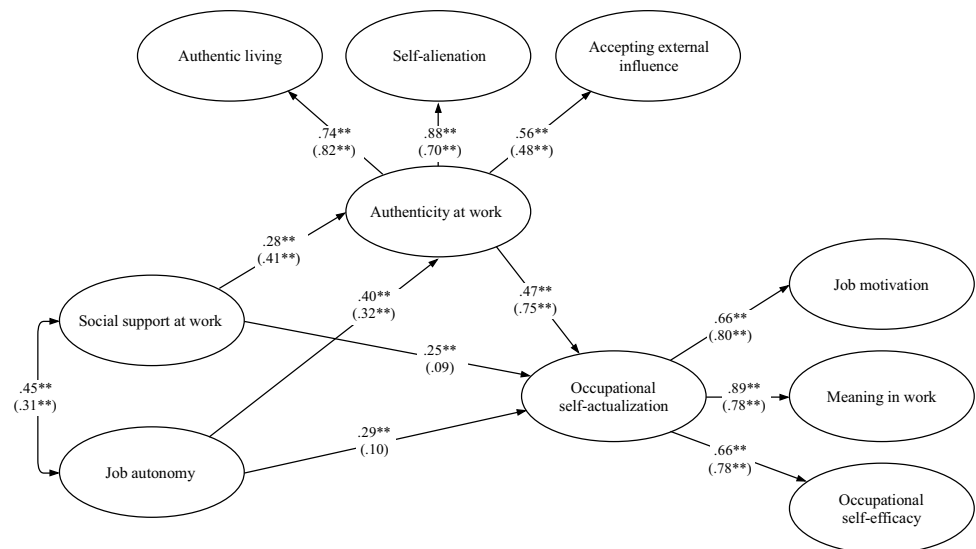 Authentic living
Self-alienation
Accepting external
influence
.74**
(.82**)
.88**
(.70**)
.56**
(.48**)
Authenticity at work
.28**
(.41**)
.40**
(.32**)
.47**
(.75**)
Job motivation
Social support at work
.66**
(.80**)
.25**
(.09)
.45**
(.31**)
Occupational
self-actualization
.89**
(.78**)
Meaning in work
.29**
(.10)
Job autonomy
.66**
(.78**)
Occupational
self-efficacy